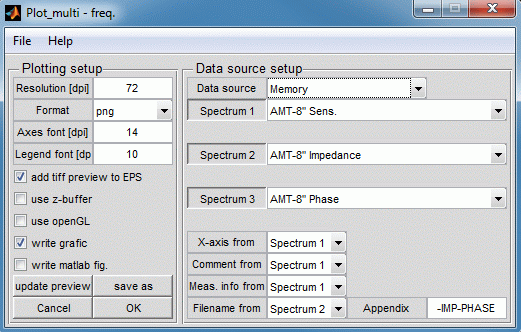 Plot_multi - freq.
File Help
Plotting setup
Resolution [dpi] 72
Format png
Axes font [dpi] 14
Legend font [dp 10
add tiff preview to EPS
use z-buffer
use openGL
write grafic
write matlab fig.
update preview save as
Cancel OK
Data source setup
Data source Memory
Spectrum 1 AMT-8" Sens.
Spectrum 2 AMT-8" Impedance
Spectrum 3 AMT-8" Phase
X-axis from Spectrum 1
Comment from Spectrum 1
Meas. info from Spectrum 1
Filename from Spectrum 2 Appendix -IMP-PHASE